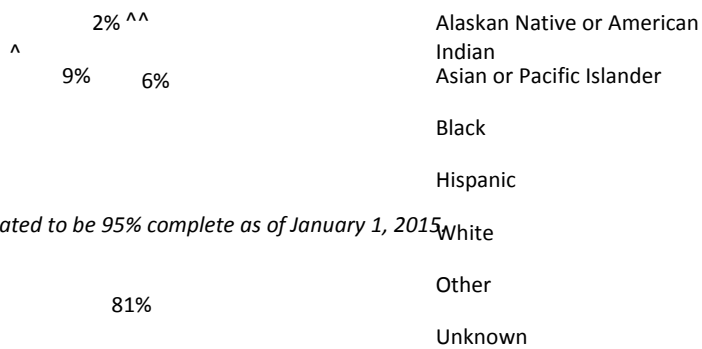 2% ^^
^
9%
6%
Alaskan Native or American
Indian
Asian or Pacific Islander
Black
Hispanic
ated to be 95% complete as of January 1, 2015.
White
Other
81%
Unknown